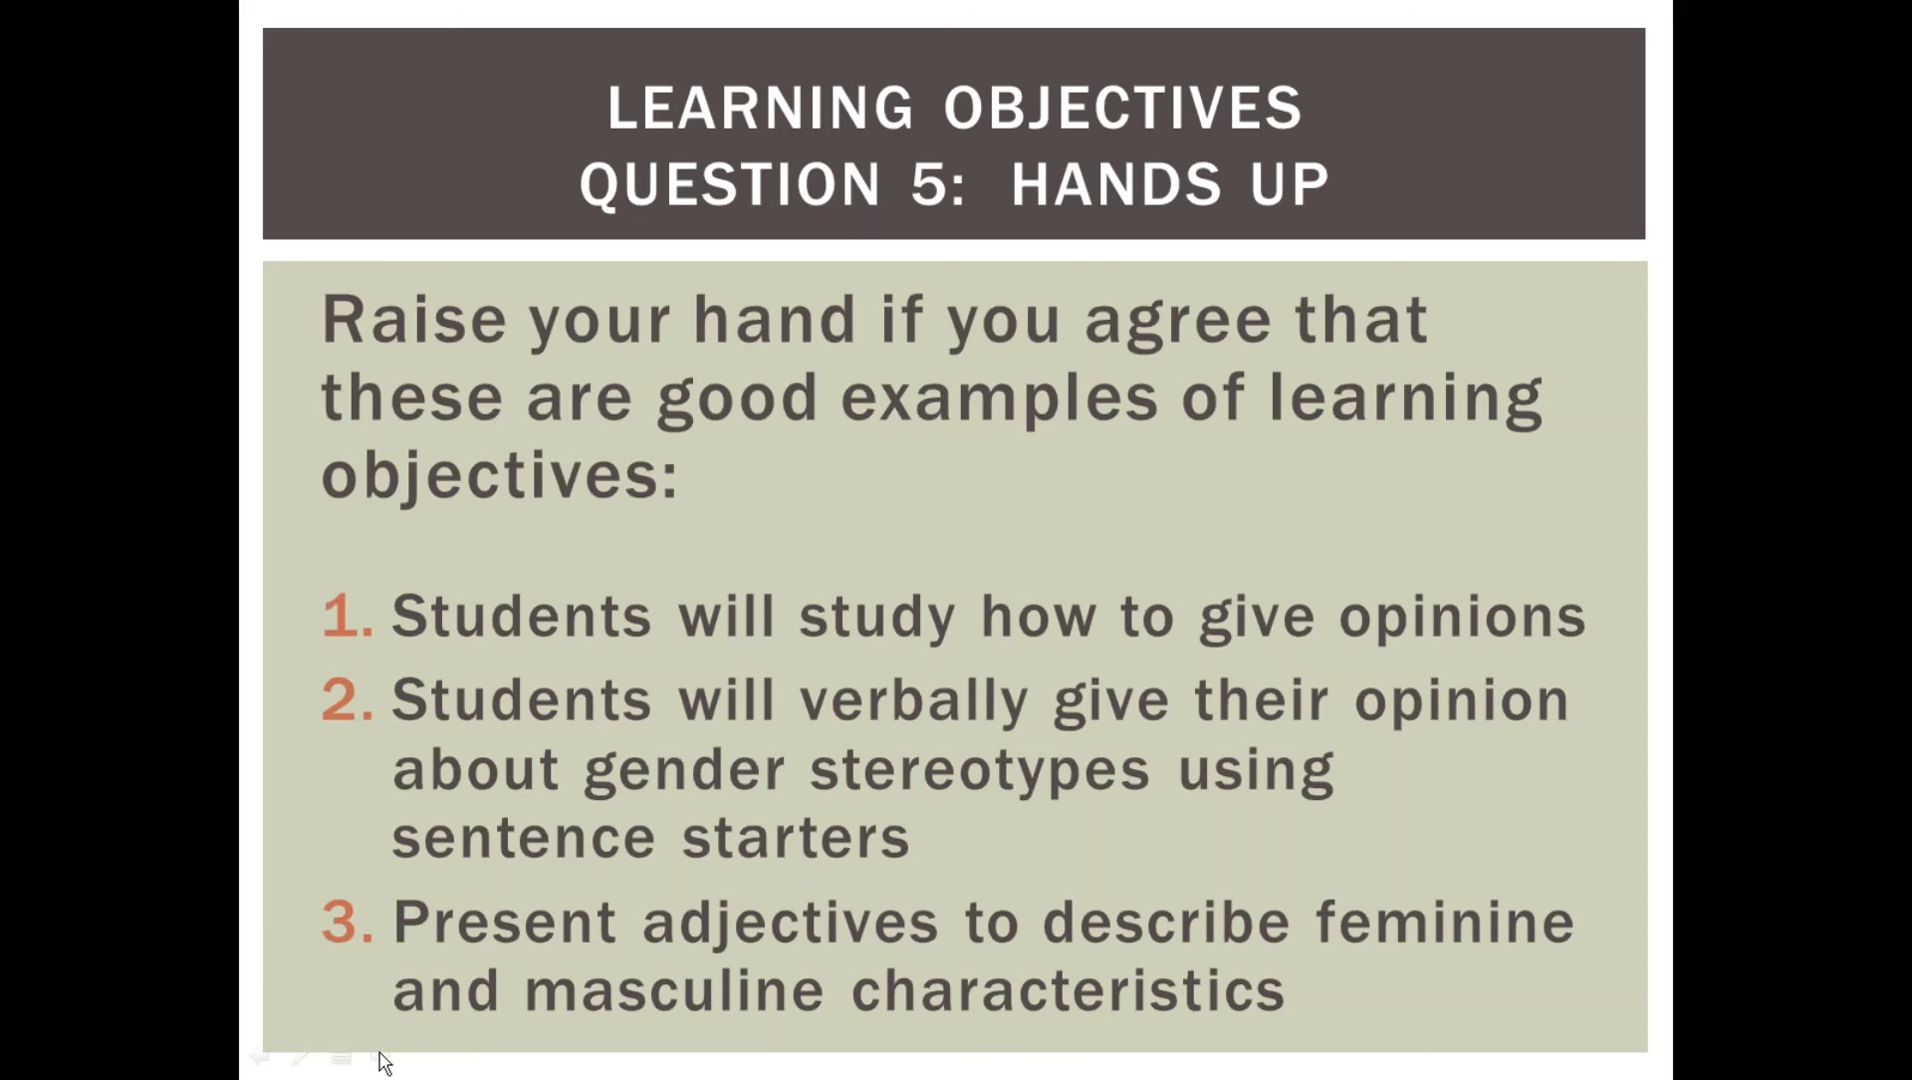 LEARNING OBJECTIVES
QUESTION 5: HANDS UP
Raise your hand if you agree that
these are good examples of learning
objectives:
1. Students will study how to give opinions
2. Students will verbally give their opinion
about gender stereotypes using
sentence starters
3. Present adjectives to describe feminine
and masculine characteristics